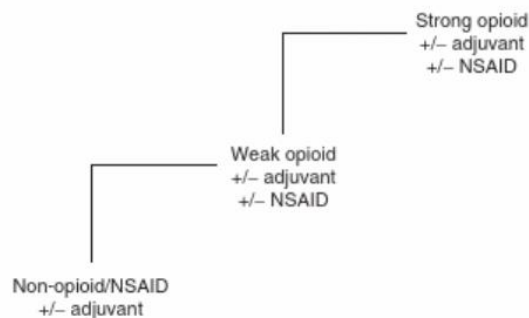 Strong opioid
+/– adjuvant
+/– NSAID
Weak opioid
+/– adjuvant
+/– NSAID
Non-opioid/NSAID
+/– adjuvant